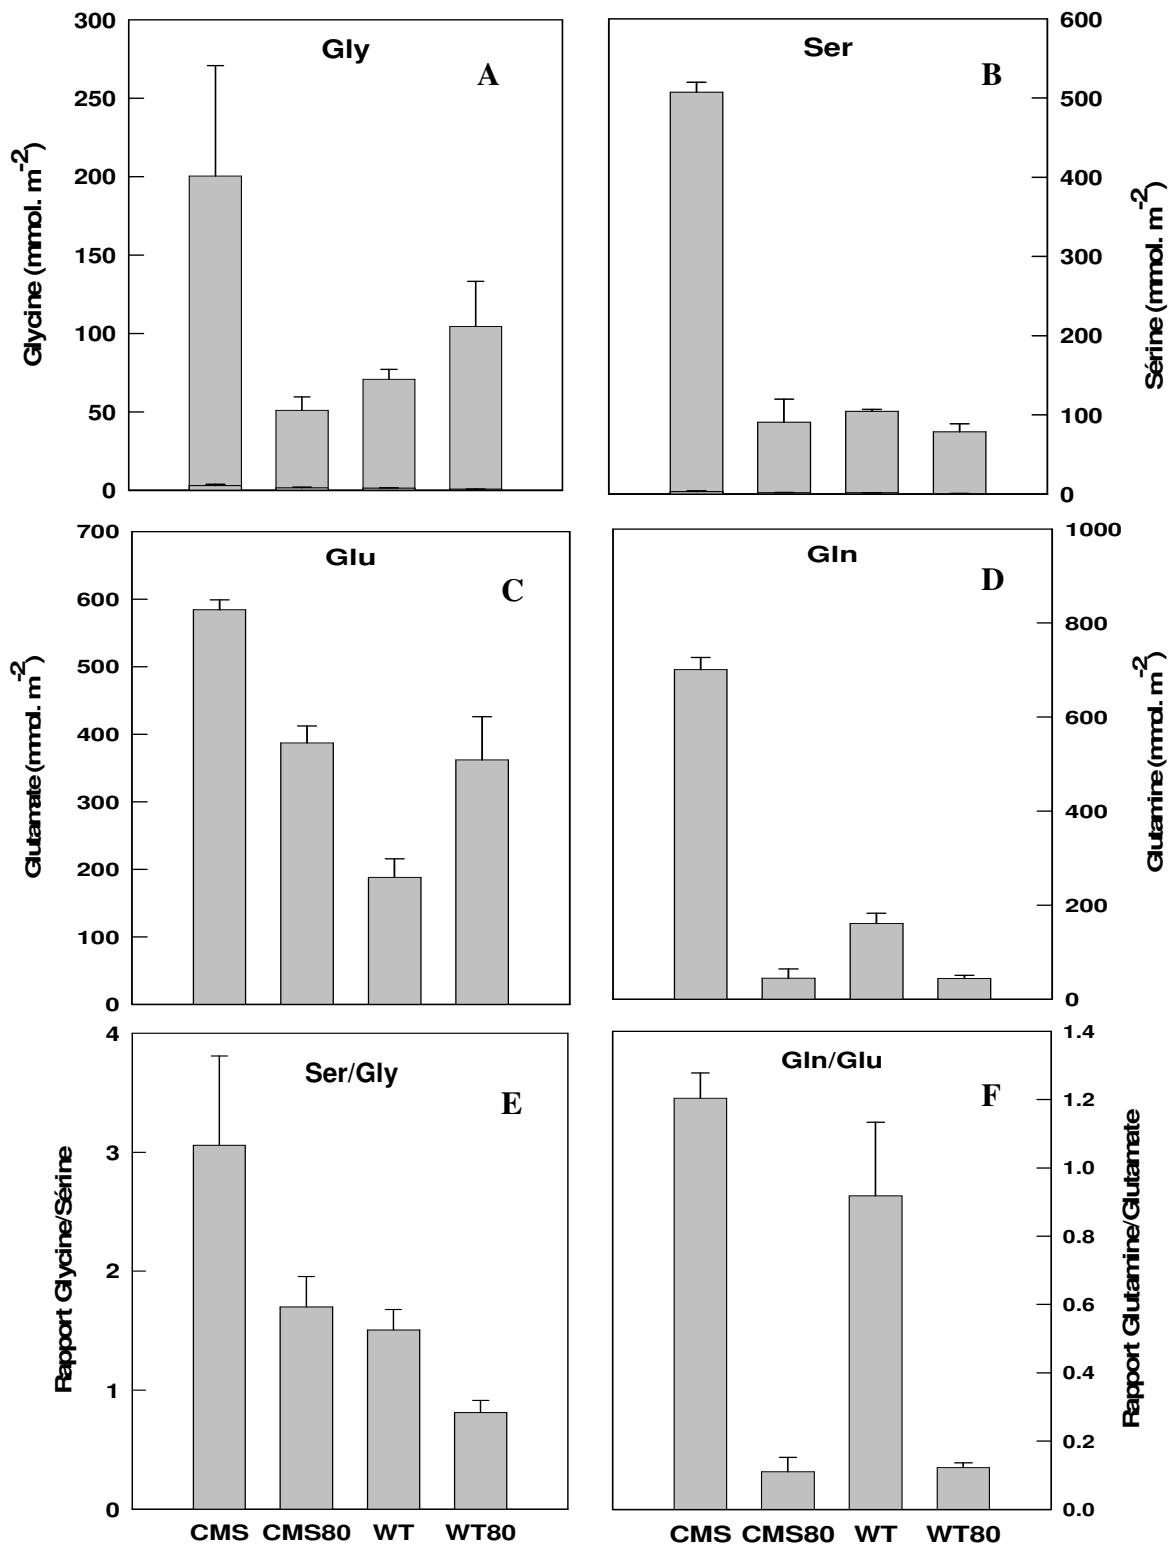 Gly
A
300
250
200
150
100
50
0
Glycine (mmol. m-2)
Ser
B
600
500
400
300
200
100
0
Sérine (mmol. m-2)
Glu
C
700
600
500
400
300
200
100
0
Glutamate (mmol. m-2)
Gln
D
1000
800
600
400
200
0
Glutamine (mmol. m-2)
Ser/Gly
E
4
3
2
1
0
Rapport Glycine/Sérine
CMS CMS80 WT WT80
Gln/Glu
F
1.4
1.2
1.0
0.8
0.6
0.4
0.2
0.0
Rapport Glutamine/Glutamate
CMS CMS80 WT WT80